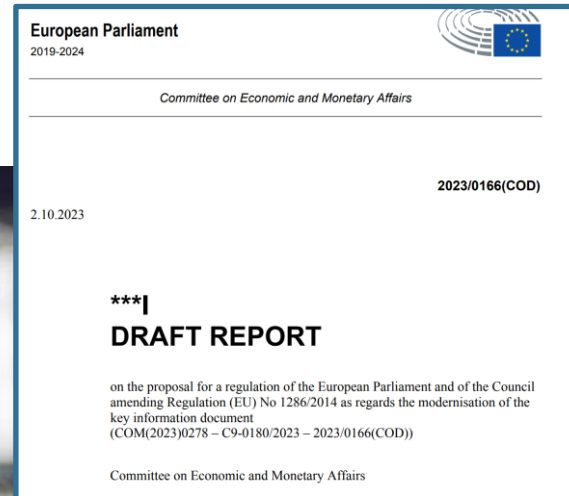 European Parliament
2019-2024
Committee on Economic and Monetary Affairs
2023/0166(COD)
2.10.2023
***I
DRAFT REPORT
on the proposal for a regulation of the European Parliament and of the Council
amending Regulation (EU) No 1286/2014 as regards the modernisation of the
key information document
(COM(2023)0278 – C9-0180/2023 – 2023/0166(COD))
Committee on Economic and Monetary Affairs